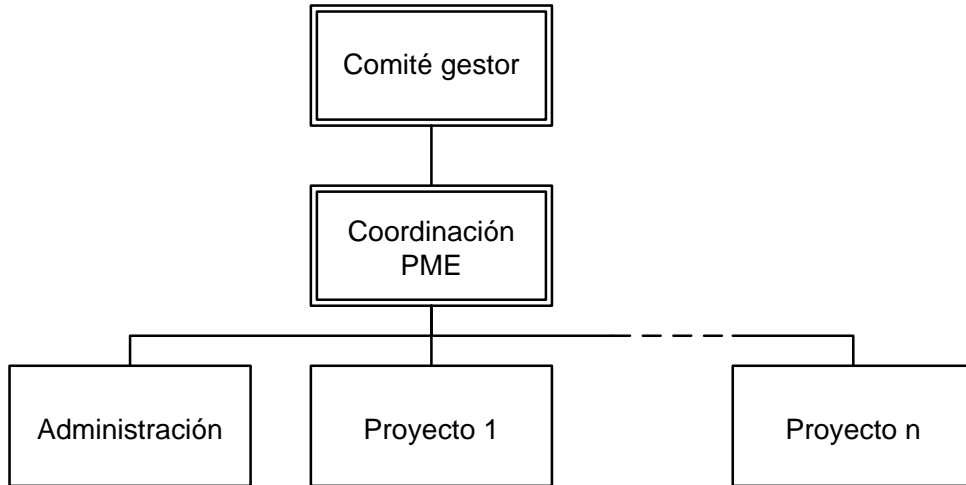 Comité gestor
Coordinación
PME
Administración
Proyecto 1
Proyecto n